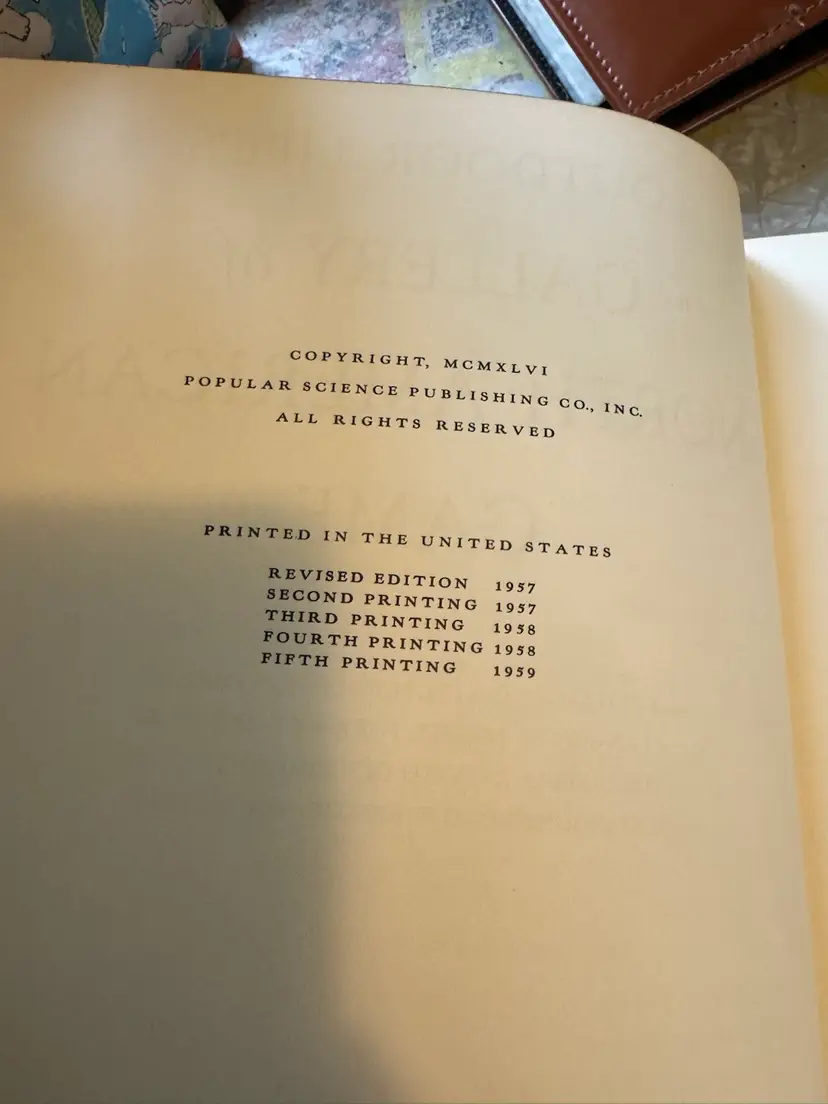 COPYRIGHT, MCMXLVI
POPULAR SCIENCE PUBLISHING CO., INC.
ALL RIGHTS RESERVED
PRINTED IN THE UNITED STATES
REVISED EDITION 1957
SECOND PRINTING 1957
THIRD PRINTING 1958
FOURTH PRINTING 1958
FIFTH PRINTING 1959